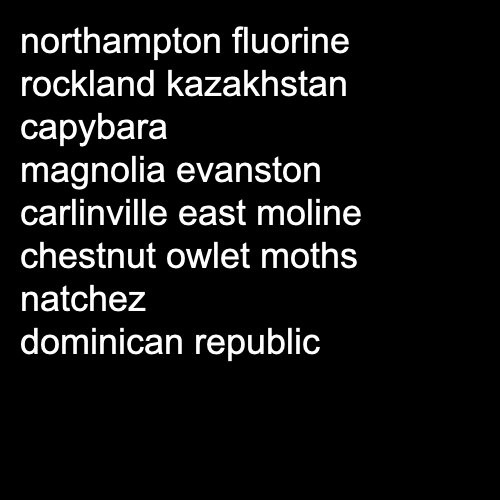 northampton fluorine
rockland kazakhstan
capybara
magnolia evanston
carlinville east moline
chestnut owlet moths
natchez
dominican republic